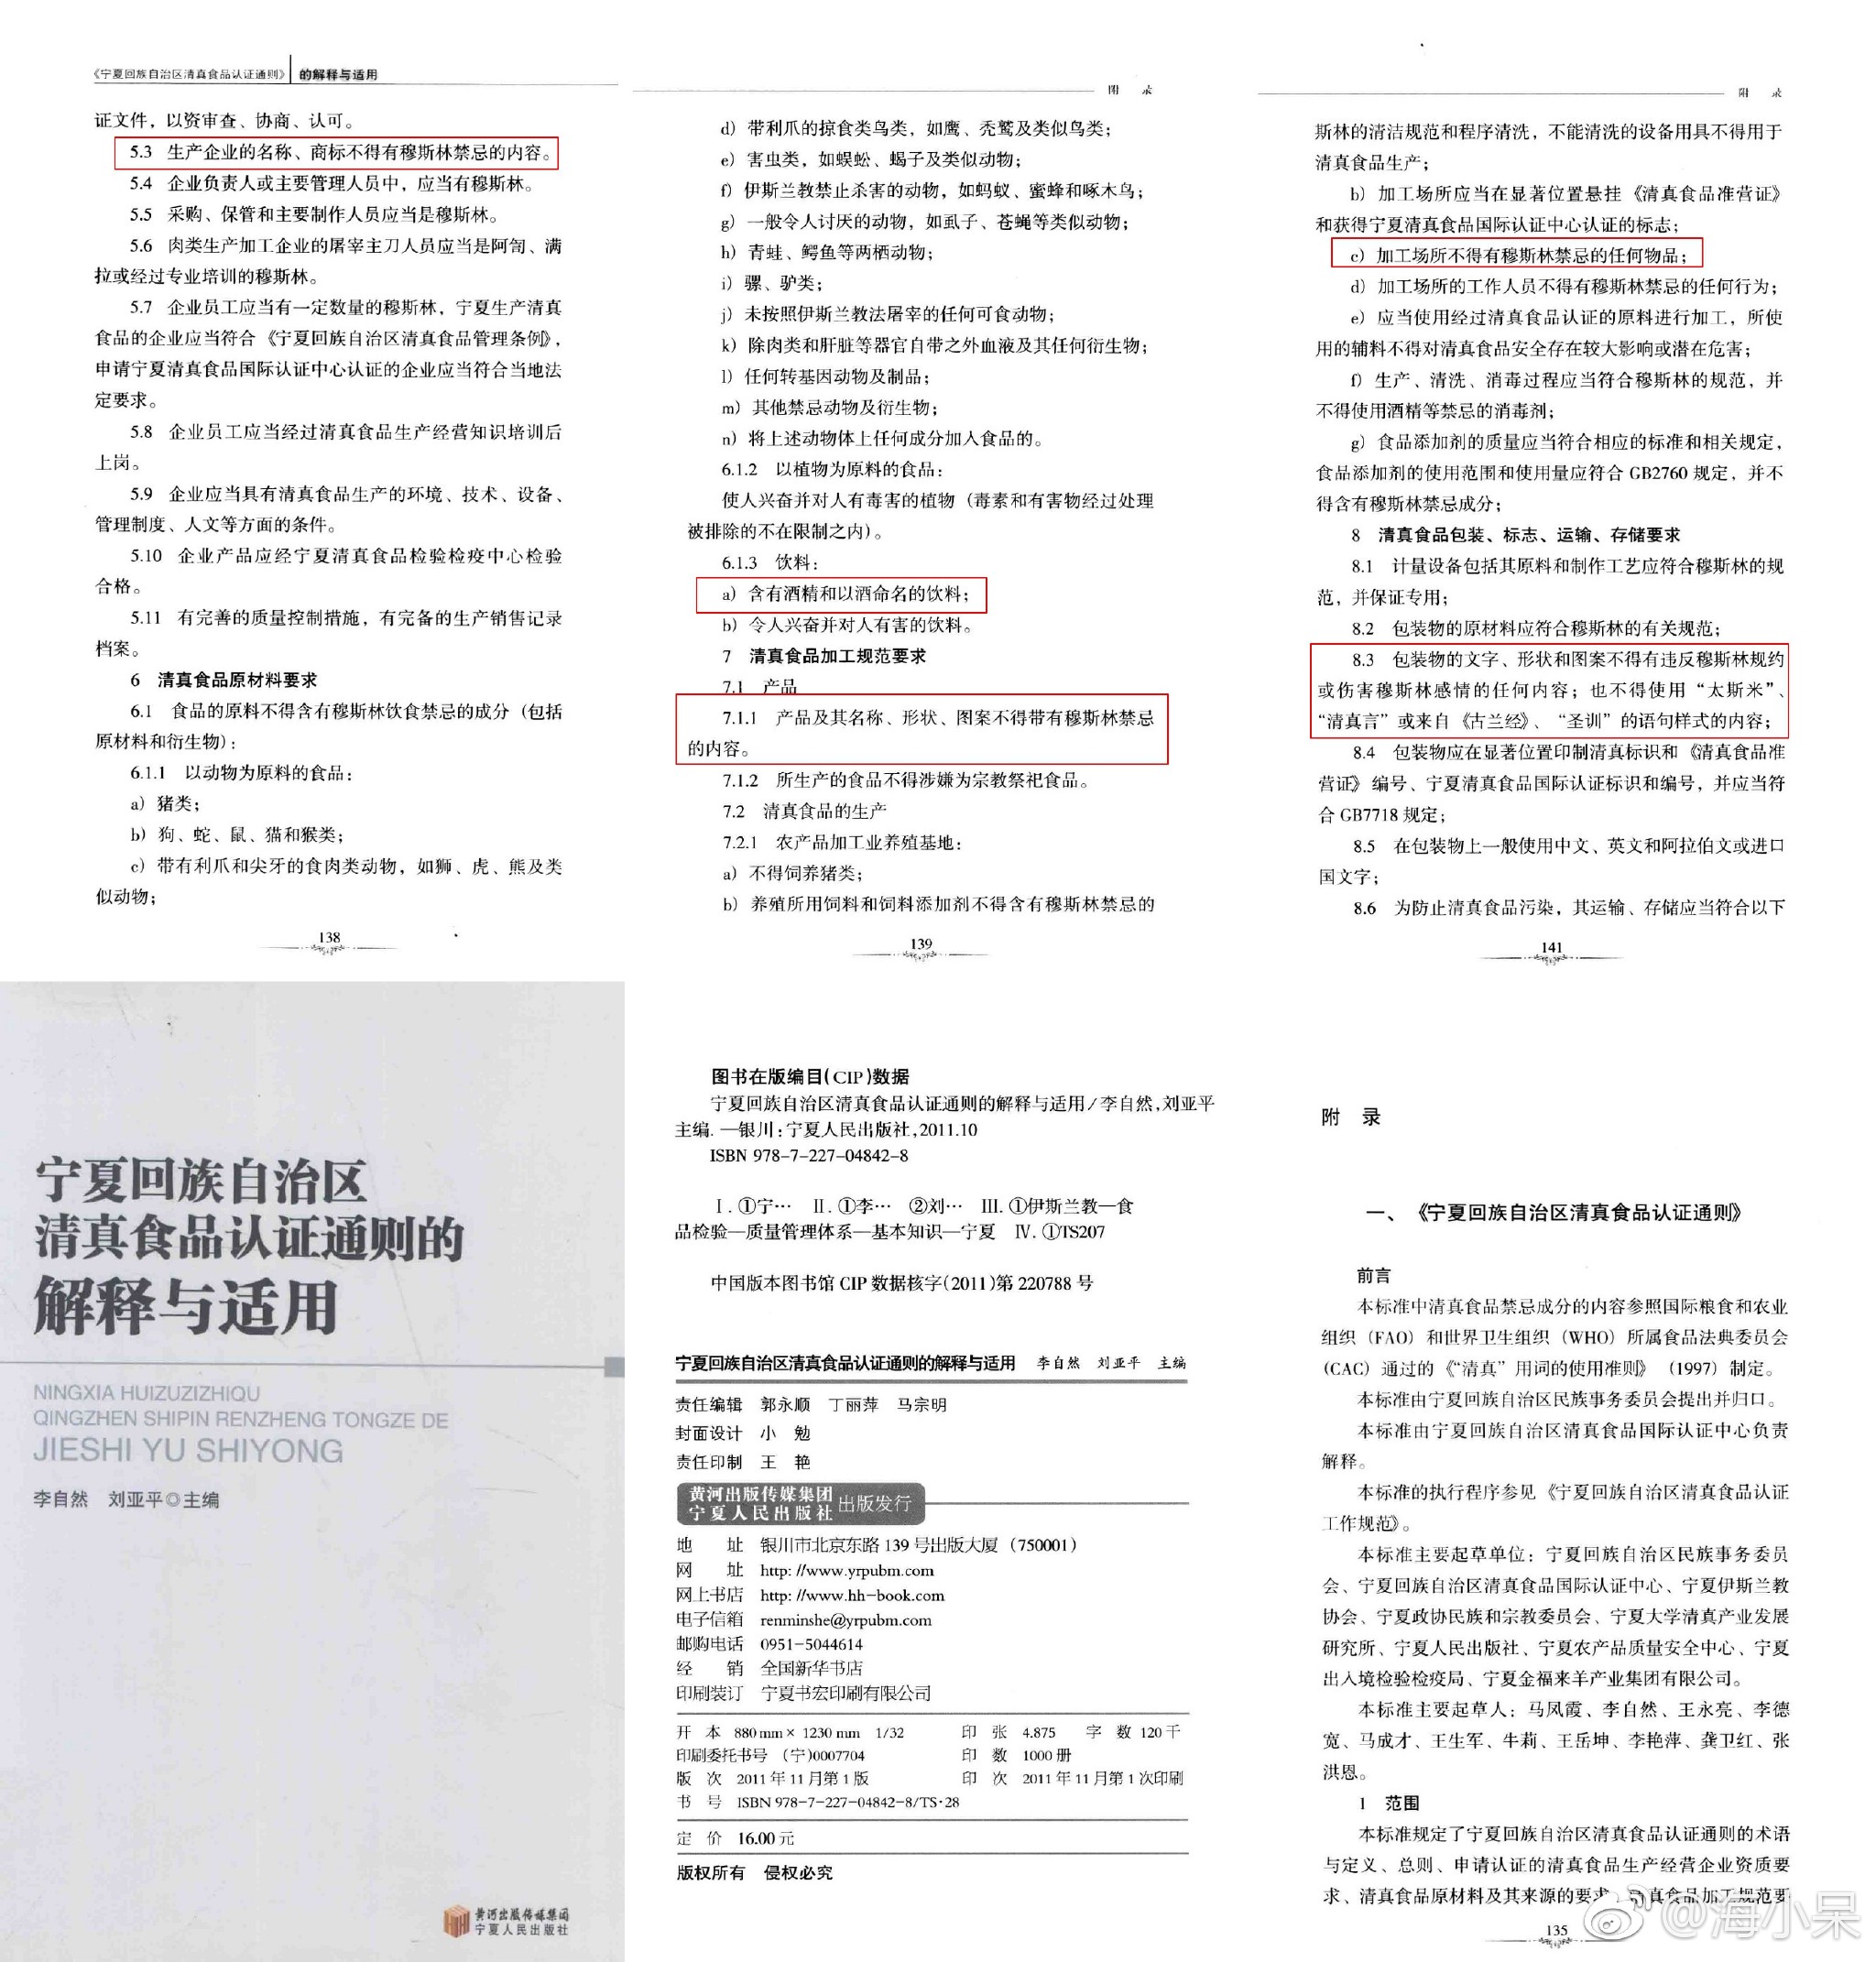 《宁夏回族自治区清真食品认证通则》 的解释与适用
证文件，以资审查、协商、认可。
5.3 生产企业的名称、商标不得有穆斯林禁忌的内容。
5.4 企业负责人或主要管理人员中，应当有穆斯林。
5.5 采购、保管和主要制作人员应当是穆斯林。
5.6 肉类生产加工企业的屠宰主刀人员应当是阿訇、满
拉或经过专业培训的穆斯林。
5.7 企业员工应当有一定数量的穆斯林，宁夏生产清真
食品的企业应当符合《宁夏回族自治区清真食品管理条例》，
申请宁夏清真食品国际认证中心认证的企业应当符合当地法
定要求。
5.8 企业员工应当经过清真食品生产经营知识培训后
上岗。
5.9 企业应当具有清真食品生产的环境、技术、设备、
管理制度、人文等方面的条件。
5.10 企业产品应经宁夏清真食品检验检疫中心检验
合格。
5.11 有完善的质量控制措施，有完备的生产销售记录
档案。
6 清真食品原材料要求
6.1 食品的原料不得含有穆斯林饮食禁忌的成分（包括
原材料和衍生物）：
6.1.1 以动物为原料的食品：
a）猪类；
b）狗、蛇、鼠、猫和猴类；
c）带有利爪和尖牙的食肉类动物，如狮、虎、熊及类
似动物；
138
附 录
d）带利爪的掠食类鸟类，如鹰、秃鹫及类似鸟类；
e）害虫类，如蜈蚣、蝎子及类似动物；
f）伊斯兰教禁止杀害的动物，如蚂蚁、蜜蜂和啄木鸟；
g）一般令人讨厌的动物，如虱子、苍蝇等类似动物；
h）青蛙、鳄鱼等两栖动物；
i）骡、驴类；
j）未按照伊斯兰教法屠宰的任何可食动物；
k）除肉类和肝脏等器官自带之外血液及其任何衍生物；
l）任何转基因动物及制品；
m）其他禁忌动物及衍生物；
n）将上述动物体上任何成分加人食品的。
6.1.2 以植物为原料的食品：
使人兴奋并对人有毒害的植物（毒素和有害物经过处理
被排除的不在限制之内）。
6.1.3 饮料：
a）含有酒精和以酒命名的饮料；
b）令人兴奋并对人有害的饮料。
7 清真食品加工规范要求
7.1 产品
7.1.1 产品及其名称、形状、图案不得带有穆斯林禁忌
的内容。
7.1.2 所生产的食品不得涉嫌为宗教祭祀食品。
7.2 清真食品的生产
7.2.1 农产品加工业养殖基地：
a）不得饲养猪类；
b）养殖所用饲料和饲料添加剂不得含有穆斯林禁忌的
139
附 录
斯林的清洁规范和程序清洗，不能清洗的设备用具不得用于
清真食品生产；
b）加工场所应当在显著位置悬挂《清真食品准营证》
和获得宁夏清真食品国际认证中心认证的标志；
c）加工场所不得有穆斯林禁忌的任何物品；
d）加工场所的工作人员不得有穆斯林禁忌的任何行为；
e）应当使用经过清真食品认证的原料进行加工，所使
用的辅料不得对清真食品安全存在较大影响或潜在危害；
f）生产、清洗、消毒过程应当符合穆斯林的规范，并
不得使用酒精等禁忌的消毒剂；
g）食品添加剂的质量应当符合相应的标准和相关规定，
食品添加剂的使用范围和使用量应符合 GB2760 规定，并不
得含有穆斯林禁忌成分；
8 清真食品包装、标志、运输、存储要求
8.1 计量设备包括其原料和制作工艺应符合穆斯林的规
范，并保证专用；
8.2 包装物的原材料应符合穆斯林的有关规范；
8.3 包装物的文字、形状和图案不得有违反穆斯林规约
或伤害穆斯林感情的任何内容；也不得使用“太斯米”、
“清真言”或来自《古兰经》、“圣训”的语句样式的内容；
8.4 包装物应在显著位置印制清真标识和《清真食品准
营证》编号、宁夏清真食品国际认证标识和编号，并应当符
合 GB7718 规定；
8.5 在包装物上一般使用中文、英文和阿拉伯文或进口
国文字；
8.6 为防止清真食品污染，其运输、存储应当符合以下
141
宁夏回族自治区
清真食品认证通则的
解释与适用
NINGXIA HUIZUZIZHIQU
QINGZHEN SHIPIN RENZHENG TONGZE DE
JIESHI YU SHIYONG
李自然 刘亚平◎主编
黄河出版传媒集团
宁夏人民出版社
图书在版编目(CIP)数据
宁夏回族自治区清真食品认证通则的解释与适用/李自然,刘亚平
主编.—银川:宁夏人民出版社,2011.10
ISBN 978-7-227-04842-8
Ⅰ.①宁… Ⅱ.①李… ②刘… Ⅲ.①伊斯兰教—食
品检验—质量管理体系—基本知识—宁夏 Ⅳ.①TS207
中国版本图书馆 CIP 数据核字(2011)第 220788 号
宁夏回族自治区清真食品认证通则的解释与适用 李自然 刘亚平 主编
责任编辑 郭永顺 丁丽萍 马宗明
封面设计 小 勉
责任印制 王 艳
黄河出版传媒集团
宁夏人民出版社 出版发行
地 址 银川市北京东路 139 号出版大厦（750001）
网 址 http: //www.yrpubm.com
网上书店 http: //www.hh-book.com
电子信箱 renminshe@yrpubm.com
邮购电话 0951-5044614
经 销 全国新华书店
印刷装订 宁夏书宏印刷有限公司
开 本 880 mm× 1230 mm 1/32 印 张 4.875 字 数 120 千
印刷委托书号 （宁）0007704 印 数 1000 册
版 次 2011 年 11 月第 1 版 印 次 2011 年 11 月第 1 次印刷
书 号 ISBN 978-7-227-04842-8/TS·28
定 价 16.00 元
版权所有 侵权必究
附 录
一、《宁夏回族自治区清真食品认证通则》
前言
本标准中清真食品禁忌成分的内容参照国际粮食和农业
组织（FAO）和世界卫生组织（WHO）所属食品法典委员会
(CAC）通过的《“清真”用词的使用准则》（1997）制定。
本标准由宁夏回族自治区民族事务委员会提出并归口。
本标准由宁夏回族自治区清真食品国际认证中心负责
解释。
本标准的执行程序参见《宁夏回族自治区清真食品认证
工作规范》。
本标准主要起草单位：宁夏回族自治区民族事务委员
会、宁夏回族自治区清真食品国际认证中心、宁夏伊斯兰教
协会、宁夏政协民族和宗教委员会、宁夏大学清真产业发展
研究所、宁夏人民出版社、宁夏农产品质量安全中心、宁夏
出入境检验检疫局、宁夏金福来羊产业集团有限公司。
本标准主要起草人：马凤霞、李自然、王永亮、李德
宽、马成才、王生军、牛莉、王岳坤、李艳萍、龚卫红、张
洪恩。
1 范围
本标准规定了宁夏回族自治区清真食品认证通则的术语
与定义、总则、申请认证的清真食品生产经营企业资质要
求、清真食品原材料及其来源的要求 真食品加工规范要
135
@海小呆